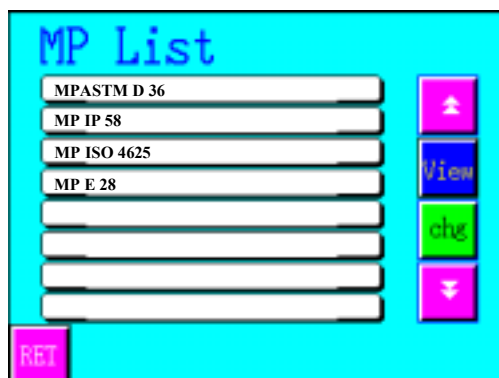 MP List
MPASTM D 36
MP IP 58
MP ISO 4625
View
MP E 28
chg
RET